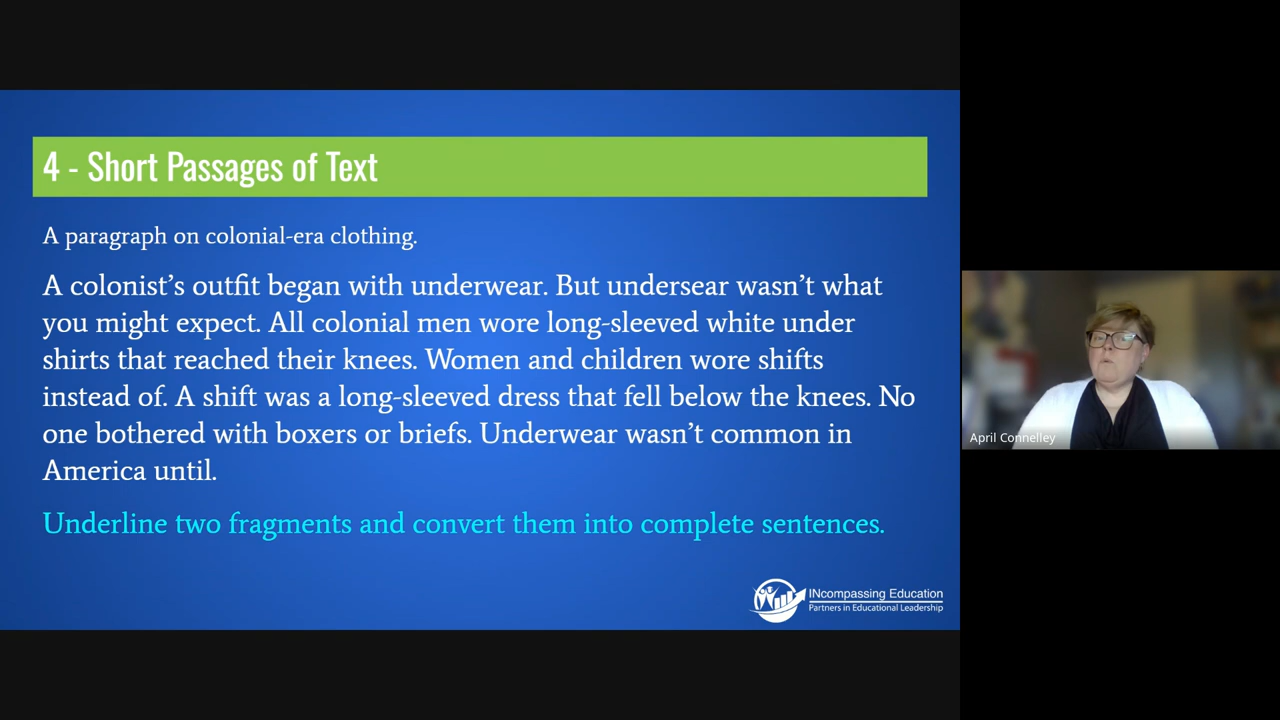 4 - Short Passages of Text
A paragraph on colonial-era clothing.
A colonist’s outfit began with underwear. But undersear wasn’t what
you might expect. All colonial men wore long-sleeved white under
shirts that reached their knees. Women and children wore shifts
instead of. A shift was a long-sleeved dress that fell below the knees. No
one bothered with boxers or briefs. Underwear wasn’t common in
America until.
Underline two fragments and convert them into complete sentences.
INcompassing Education
Partners in Educational Leadership
April Connelley